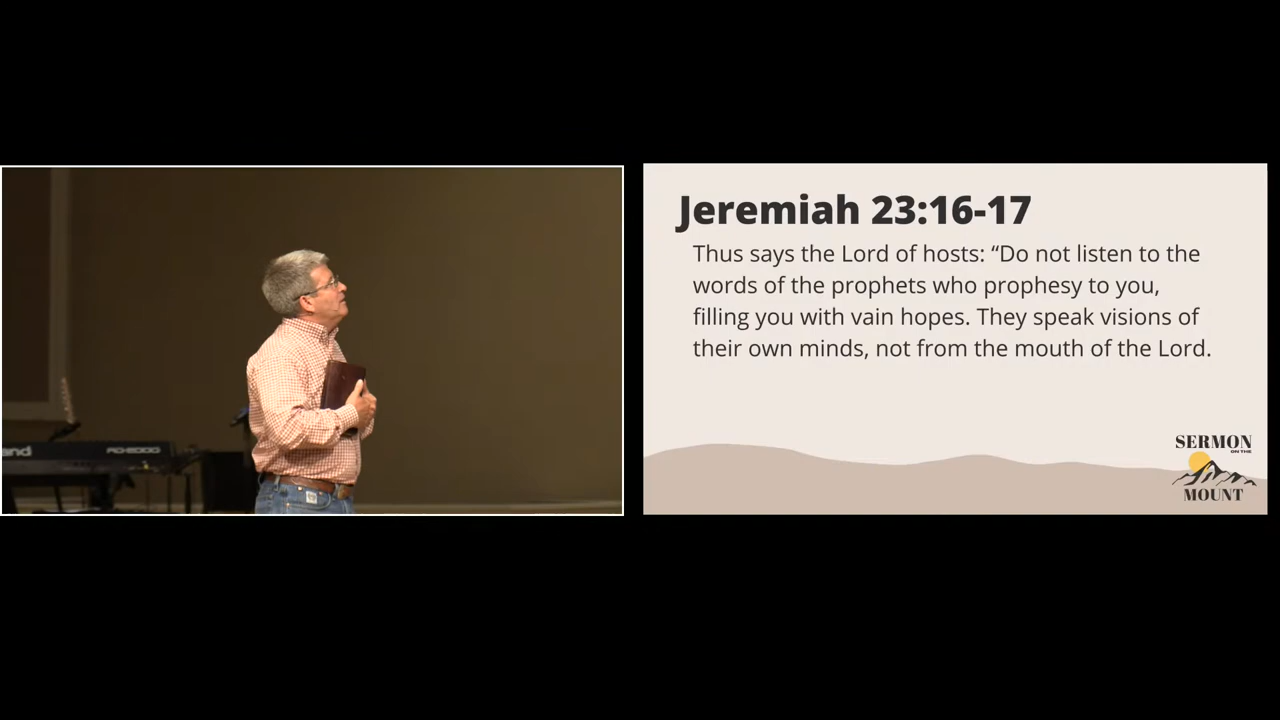 Jeremiah 23:16-17
Thus says the Lord of hosts: “Do not listen to the
words of the prophets who prophesy to you,
filling you with vain hopes. They speak visions of
their own minds, not from the mouth of the Lord.
SERMON
ON THE
MOUNT